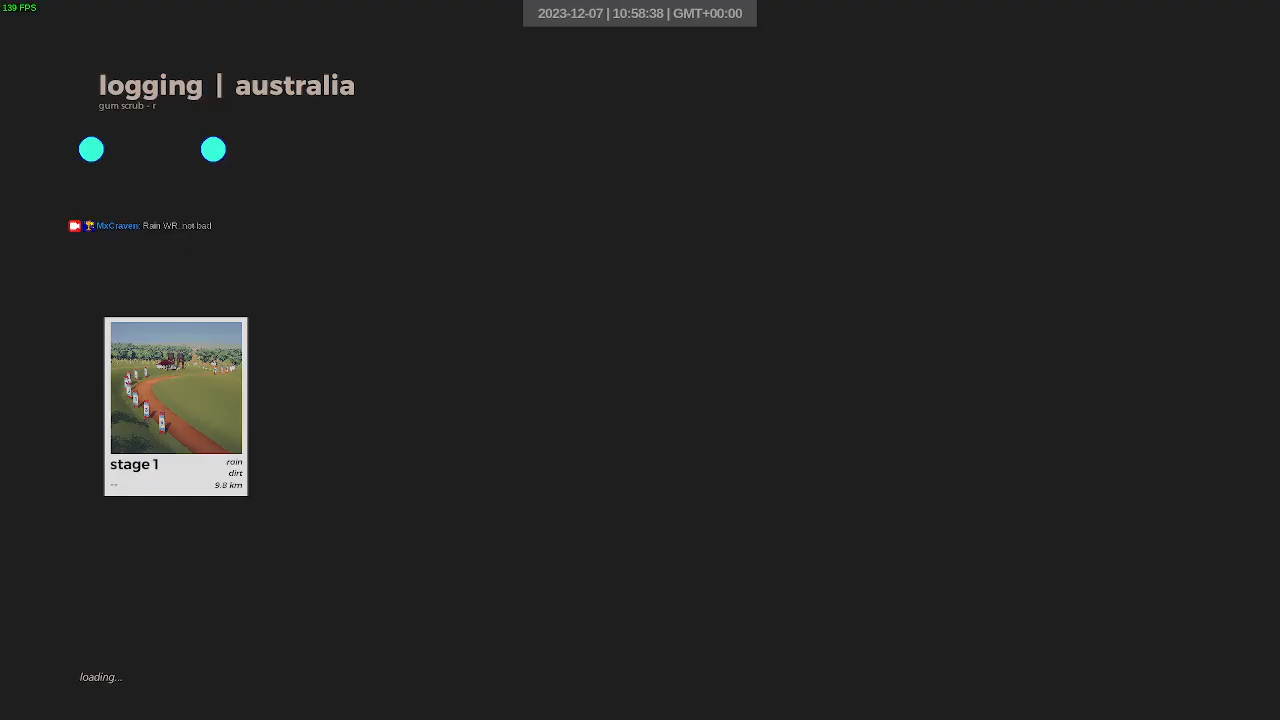 139 FPS
2023-12-07 | 10:58:38 | GMT+00:00
logging | australia
gum scrub - r
MxCraven: Rain WR, not bad
stage 1
rain
dirt
-- 9.8 km
loading...